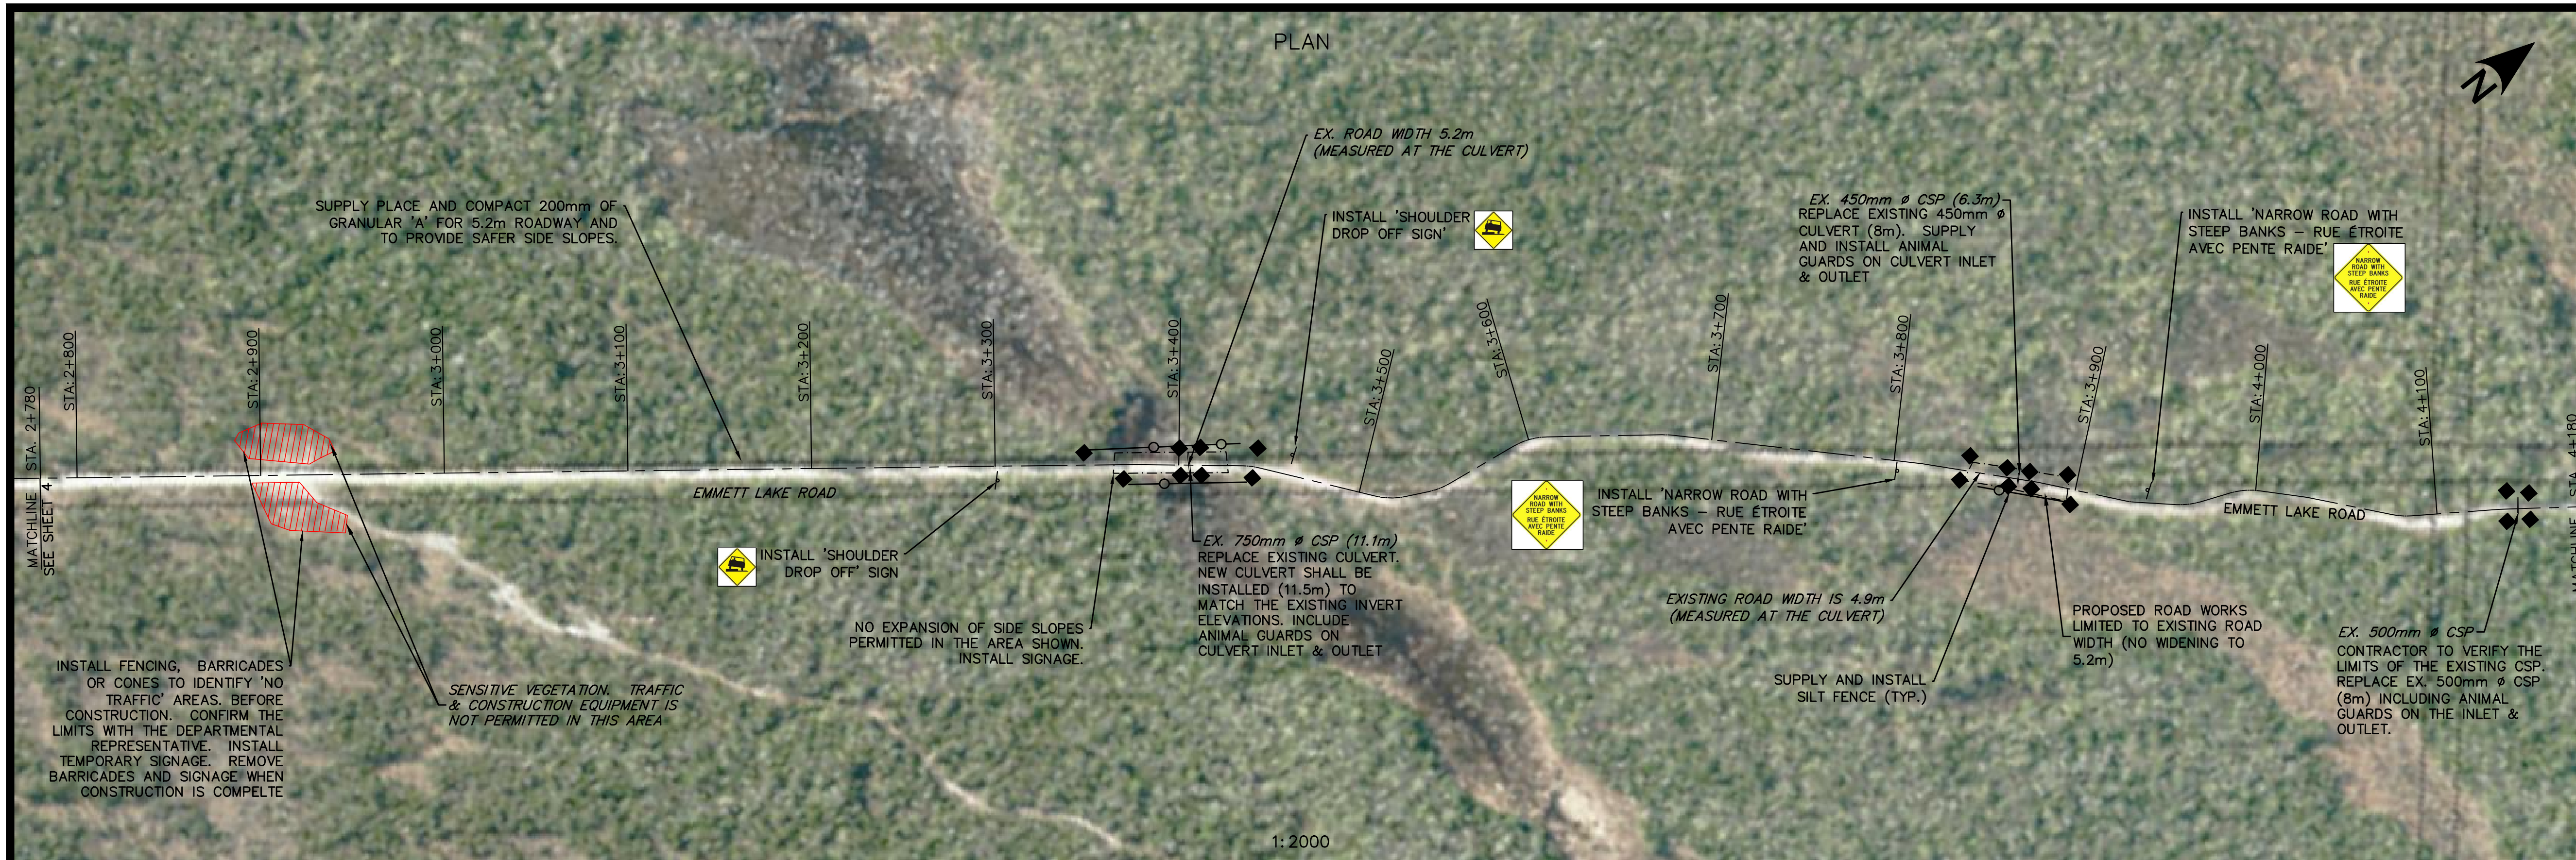 PLAN
N
EX. ROAD WIDTH 5.2m
(MEASURED AT THE CULVERT)
SUPPLY PLACE AND COMPACT 200mm OF
GRANULAR 'A' FOR 5.2m ROADWAY AND
TO PROVIDE SAFER SIDE SLOPES.
INSTALL 'SHOULDER
DROP OFF SIGN'
EX. 450mm ø CSP (6.3m)
REPLACE EXISTING 450mm ø
CULVERT (8m). SUPPLY
AND INSTALL ANIMAL
GUARDS ON CULVERT INLET
& OUTLET
INSTALL 'NARROW ROAD WITH
STEEP BANKS – RUE ÉTROITE
AVEC PENTE RAIDE'
NARROW
ROAD WITH
STEEP BANKS
RUE ÉTROITE
AVEC PENTE
RAIDE
MATCHLINE STA. 2+780
SEE SHEET 4
STA: 2+800
STA: 2+900
STA: 3+000
STA: 3+100
STA: 3+200
STA: 3+300
STA: 3+400
STA: 3+500
STA: 3+600
STA: 3+700
STA: 3+800
STA: 3+900
STA: 4+000
STA: 4+100
MATCHLINE STA. 4+180
EMMETT LAKE ROAD
EMMETT LAKE ROAD
INSTALL 'SHOULDER
DROP OFF' SIGN
NO EXPANSION OF SIDE SLOPES
PERMITTED IN THE AREA SHOWN.
INSTALL SIGNAGE.
EX. 750mm ø CSP (11.1m)
REPLACE EXISTING CULVERT.
NEW CULVERT SHALL BE
INSTALLED (11.5m) TO
MATCH THE EXISTING INVERT
ELEVATIONS. INCLUDE
ANIMAL GUARDS ON
CULVERT INLET & OUTLET
NARROW
ROAD WITH
STEEP BANKS
RUE ÉTROITE
AVEC PENTE
RAIDE
INSTALL 'NARROW ROAD WITH
STEEP BANKS – RUE ÉTROITE
AVEC PENTE RAIDE'
EXISTING ROAD WIDTH IS 4.9m
(MEASURED AT THE CULVERT)
SUPPLY AND INSTALL
SILT FENCE (TYP.)
PROPOSED ROAD WORKS
LIMITED TO EXISTING ROAD
WIDTH (NO WIDENING TO
5.2m)
EX. 500mm ø CSP
CONTRACTOR TO VERIFY THE
LIMITS OF THE EXISTING CSP.
REPLACE EX. 500mm ø CSP
(8m) INCLUDING ANIMAL
GUARDS ON THE INLET &
OUTLET.
INSTALL FENCING, BARRICADES
OR CONES TO IDENTIFY 'NO
TRAFFIC' AREAS. BEFORE
CONSTRUCTION. CONFIRM THE
LIMITS WITH THE DEPARTMENTAL
REPRESENTATIVE. INSTALL
TEMPORARY SIGNAGE. REMOVE
BARRICADES AND SIGNAGE WHEN
CONSTRUCTION IS COMPELTE
SENSITIVE VEGETATION. TRAFFIC
& CONSTRUCTION EQUIPMENT IS
NOT PERMITTED IN THIS AREA
1:2000